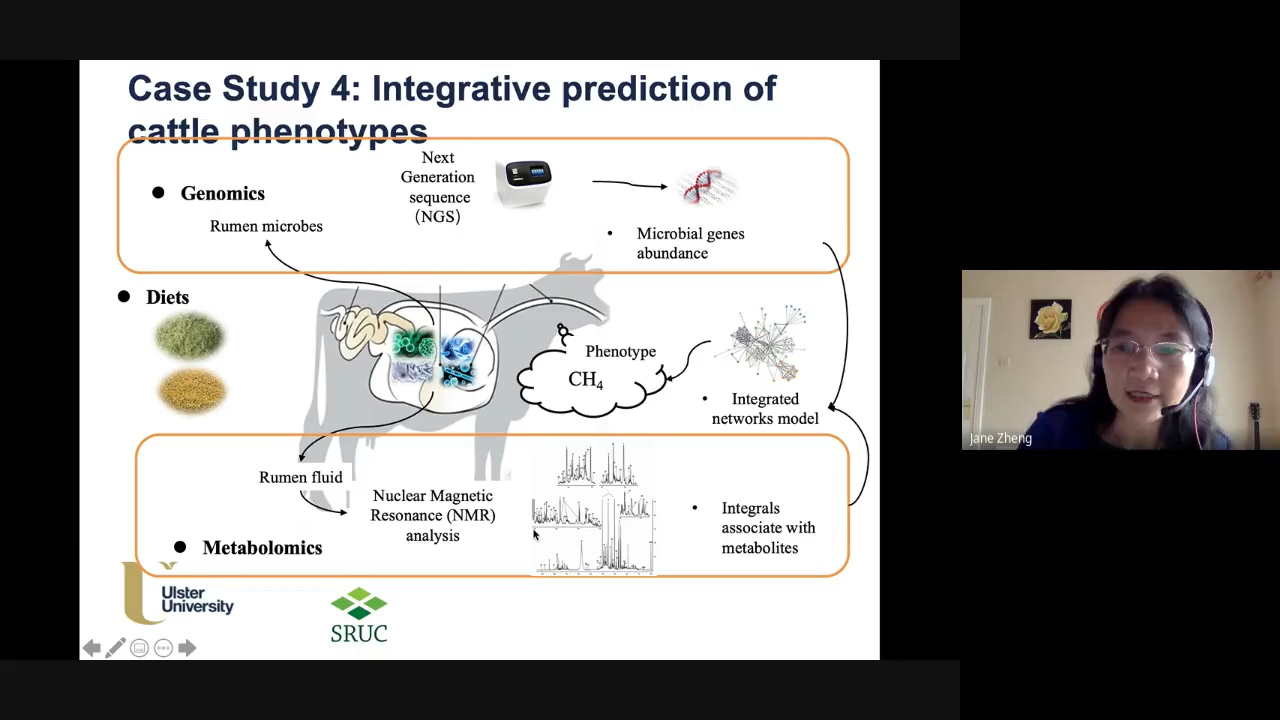 Case Study 4: Integrative prediction of
cattle phenotypes
Next
Generation
sequence
(NGS)
● Genomics
Rumen microbes
• Microbial genes
abundance
● Diets
Phenotype
CH₄
• Integrated
networks model
Rumen fluid
Nuclear Magnetic
Resonance (NMR)
analysis
• Integrals
associate with
metabolites
● Metabolomics
Ulster
University
SRUC
Jane Zheng